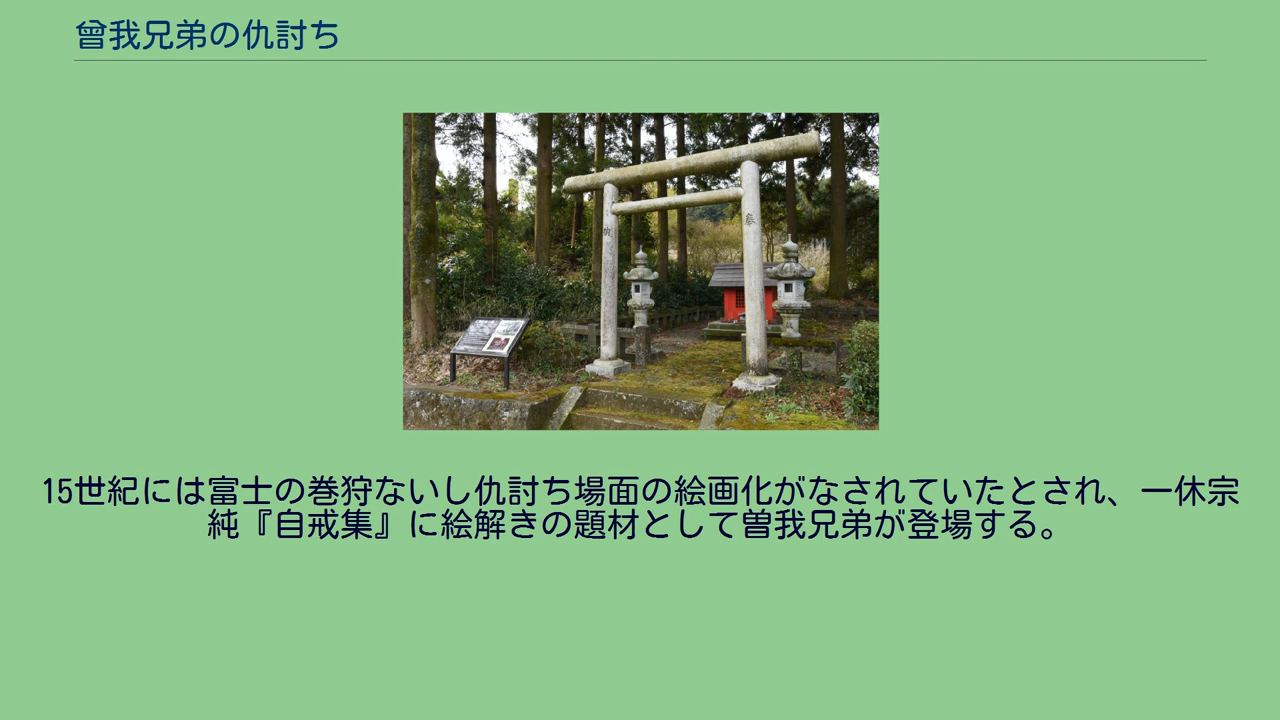 曾我兄弟の仇討ち
15世紀には富士の巻狩ないし仇討ち場面の絵画化がなされていたとされ、一休宗
純『自戒集』に絵解きの題材として曽我兄弟が登場する。